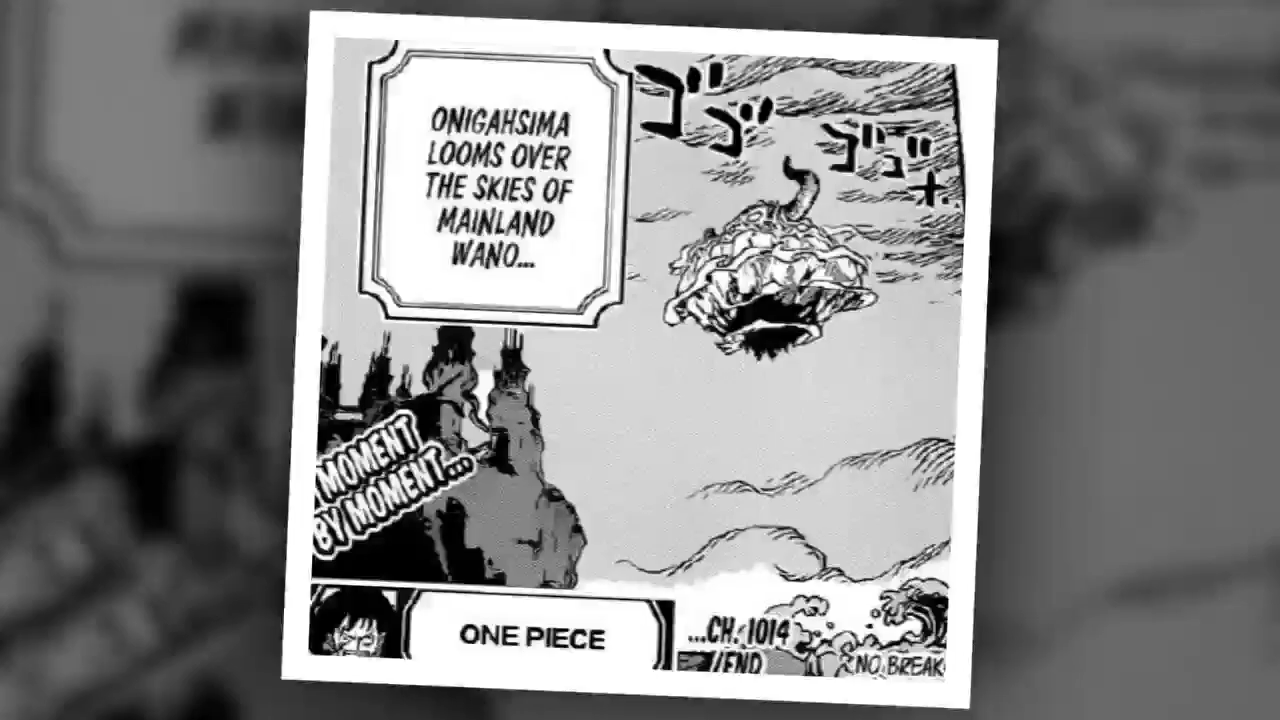 ONIGAHSIMA
LOOMS OVER
THE SKIES OF
MAINLAND
WANO...
ゴゴゴゴ
MOMENT
BY MOMENT...
ONE PIECE
...CH. 1014
/END
NO BREAK